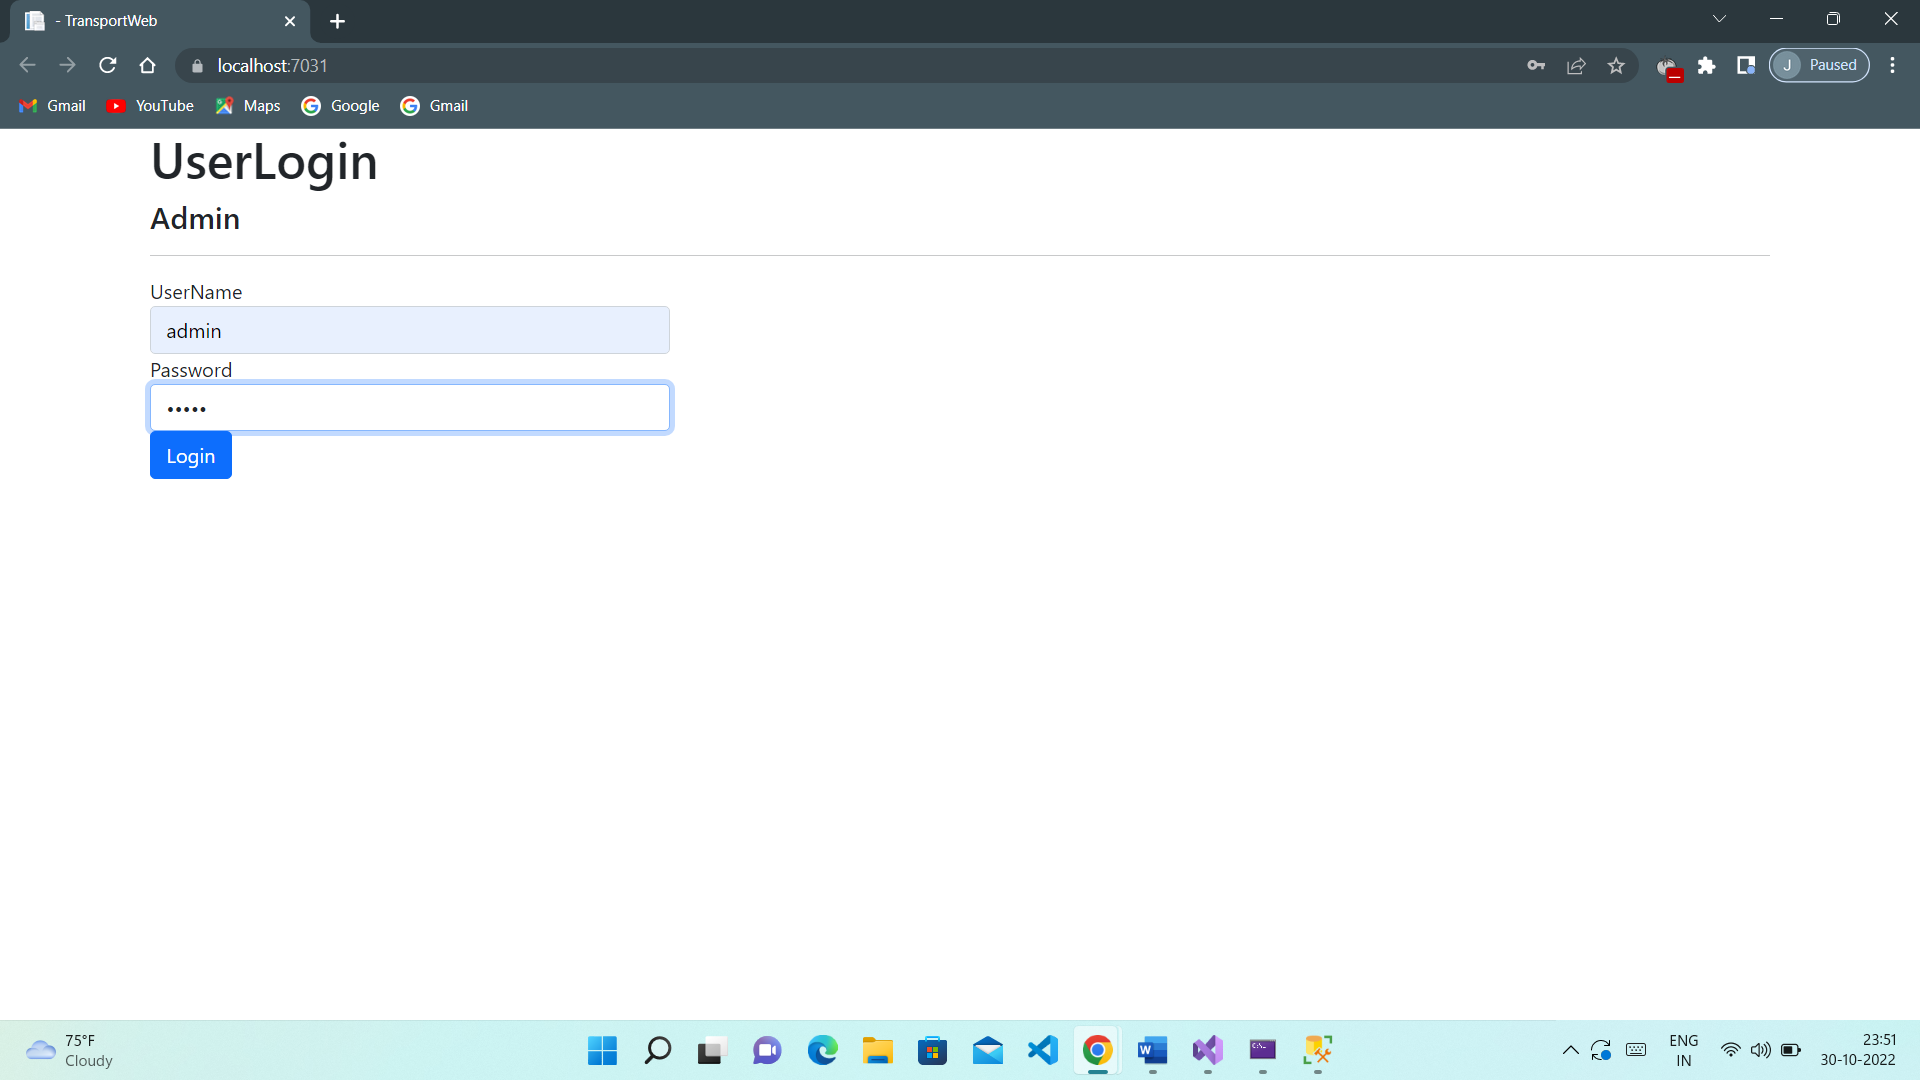 - TransportWeb
localhost:7031
J Paused
Gmail YouTube Maps Google Gmail
UserLogin
Admin
UserName
admin
Password
•••••
Login
75°F
Cloudy
ENG
IN
23:51
30-10-2022